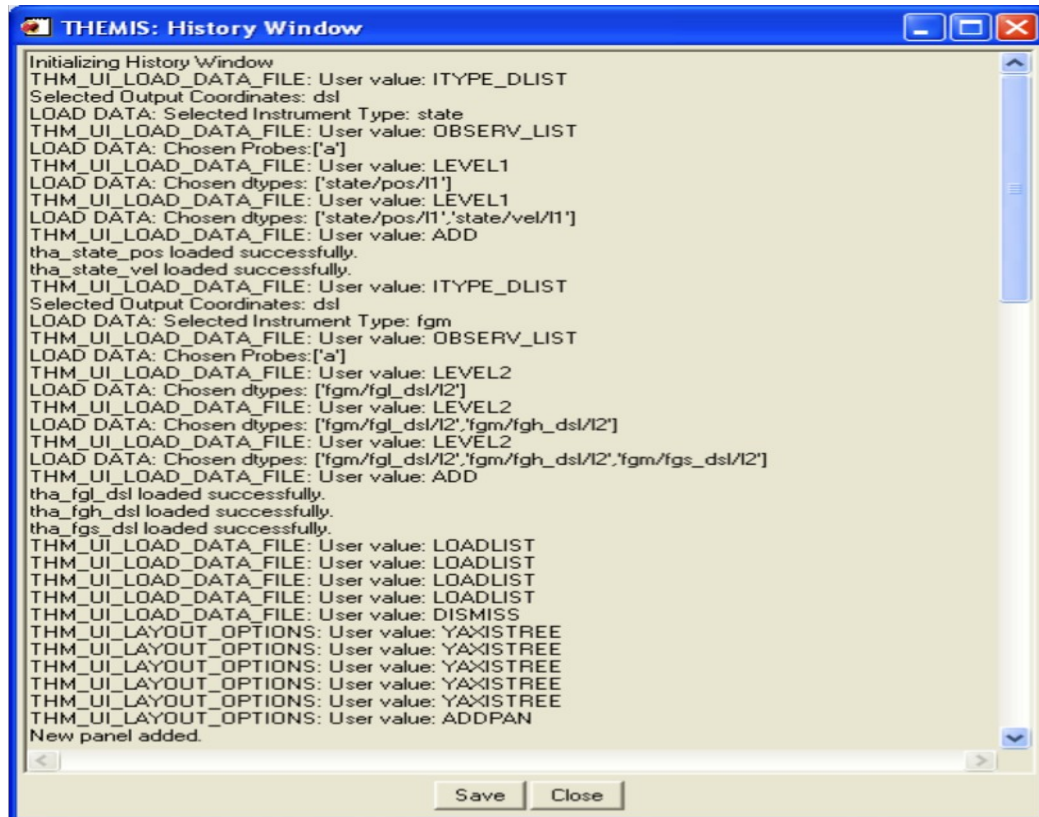 THEMIS: History Window
Initializing History Window
THM_UI_LOAD_DATA_FILE: User value: ITYPE_DLIST
Selected Output Coordinates: dsl
LOAD DATA: Selected Instrument Type: state
THM_UI_LOAD_DATA_FILE: User value: OBSERV_LIST
LOAD DATA: Chosen Probes:['a']
THM_UI_LOAD_DATA_FILE: User value: LEVEL1
LOAD DATA: Chosen dtypes: ['state/pos/l1']
THM_UI_LOAD_DATA_FILE: User value: LEVEL1
LOAD DATA: Chosen dtypes: ['state/pos/l1','state/vel/l1']
THM_UI_LOAD_DATA_FILE: User value: ADD
tha_state_pos loaded successfully.
tha_state_vel loaded successfully.
THM_UI_LOAD_DATA_FILE: User value: ITYPE_DLIST
Selected Output Coordinates: dsl
LOAD DATA: Selected Instrument Type: fgm
THM_UI_LOAD_DATA_FILE: User value: OBSERV_LIST
LOAD DATA: Chosen Probes:['a']
THM_UI_LOAD_DATA_FILE: User value: LEVEL2
LOAD DATA: Chosen dtypes: ['fgm/fgl_dsl/l2']
THM_UI_LOAD_DATA_FILE: User value: LEVEL2
LOAD DATA: Chosen dtypes: ['fgm/fgl_dsl/l2','fgm/fgh_dsl/l2']
THM_UI_LOAD_DATA_FILE: User value: LEVEL2
LOAD DATA: Chosen dtypes: ['fgm/fgl_dsl/l2','fgm/fgh_dsl/l2','fgm/fgs_dsl/l2']
THM_UI_LOAD_DATA_FILE: User value: ADD
tha_fgl_dsl loaded successfully.
tha_fgh_dsl loaded successfully.
tha_fgs_dsl loaded successfully.
THM_UI_LOAD_DATA_FILE: User value: LOADLIST
THM_UI_LOAD_DATA_FILE: User value: LOADLIST
THM_UI_LOAD_DATA_FILE: User value: LOADLIST
THM_UI_LOAD_DATA_FILE: User value: LOADLIST
THM_UI_LOAD_DATA_FILE: User value: DISMISS
THM_UI_LAYOUT_OPTIONS: User value: YAXISTREE
THM_UI_LAYOUT_OPTIONS: User value: YAXISTREE
THM_UI_LAYOUT_OPTIONS: User value: YAXISTREE
THM_UI_LAYOUT_OPTIONS: User value: YAXISTREE
THM_UI_LAYOUT_OPTIONS: User value: YAXISTREE
THM_UI_LAYOUT_OPTIONS: User value: ADDPAN
New panel added.
Save Close